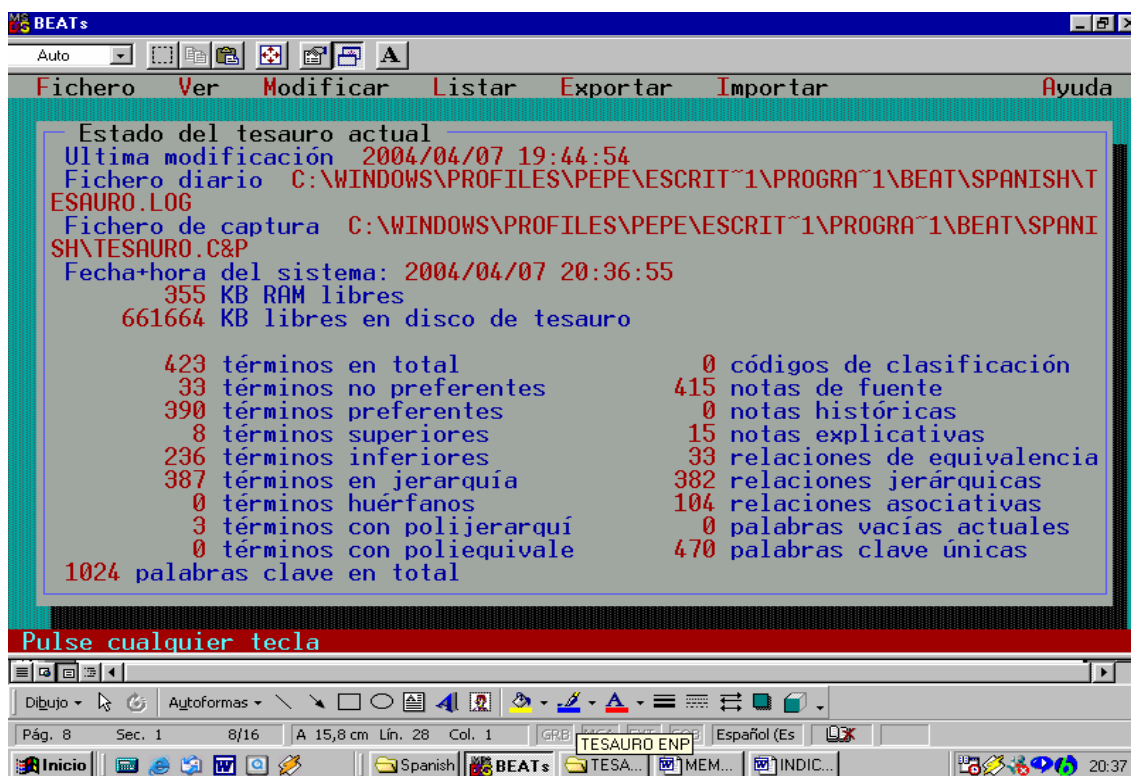 BEATs
Auto
A
Fichero Ver Modificar Listar Exportar Importar Ayuda
Estado del tesauro actual
Ultima modificación 2004/04/07 19:44:54
Fichero diario C:\WINDOWS\PROFILES\PEPE\ESCRIT~1\PROGRA~1\BEAT\SPANISH\T
ESAURO.LOG
Fichero de captura C:\WINDOWS\PROFILES\PEPE\ESCRIT~1\PROGRA~1\BEAT\SPANI
SH\TESAURO.C&P
Fecha+hora del sistema: 2004/04/07 20:36:55
355 KB RAM libres
661664 KB libres en disco de tesauro
423 términos en total 0 códigos de clasificación
33 términos no preferentes 415 notas de fuente
390 términos preferentes 0 notas históricas
8 términos superiores 15 notas explicativas
236 términos inferiores 33 relaciones de equivalencia
387 términos en jerarquía 382 relaciones jerárquicas
0 términos huérfanos 104 relaciones asociativas
3 términos con polijerarquí 0 palabras vacías actuales
0 términos con poliequivale 470 palabras clave únicas
1024 palabras clave en total
Pulse cualquier tecla
Dibujo Autoformas
Pág. 8 Sec. 1 8/16 A 15,8 cm Lín. 28 Col. 1 GRB Español (Es
TESAURO ENP
Inicio Spanish BEATs TESA... MEM... INDIC... 20:37